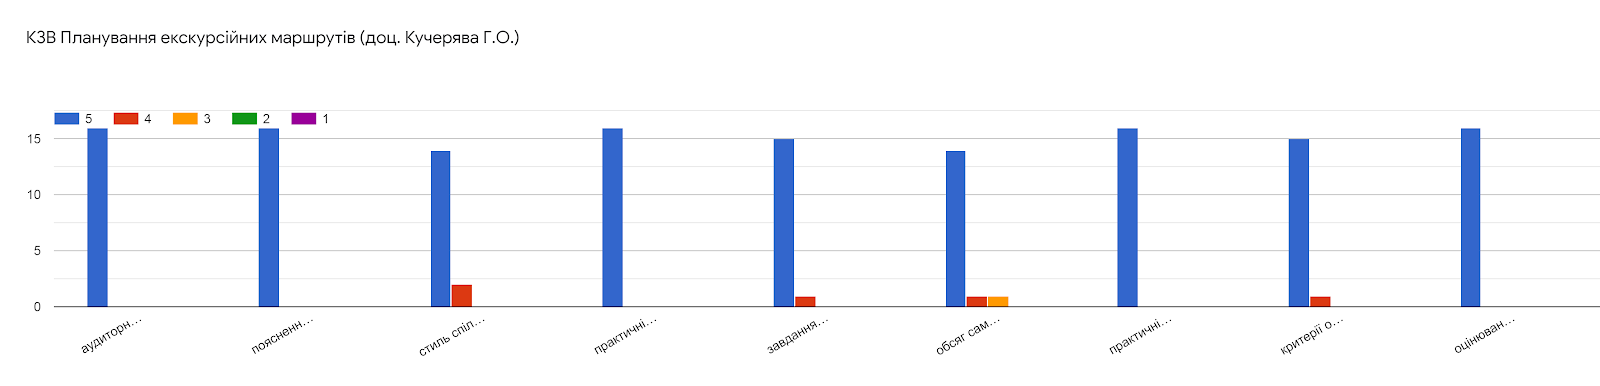 КЗВ Планування екскурсійних маршрутів (доц. Кучерява Г.О.)
5 4 3 2 1
15
10
5
0
аудиторн… поясненн… стиль спіл… практичні… завдання… обсяг сам… практичні… критерії о… оцінюван…